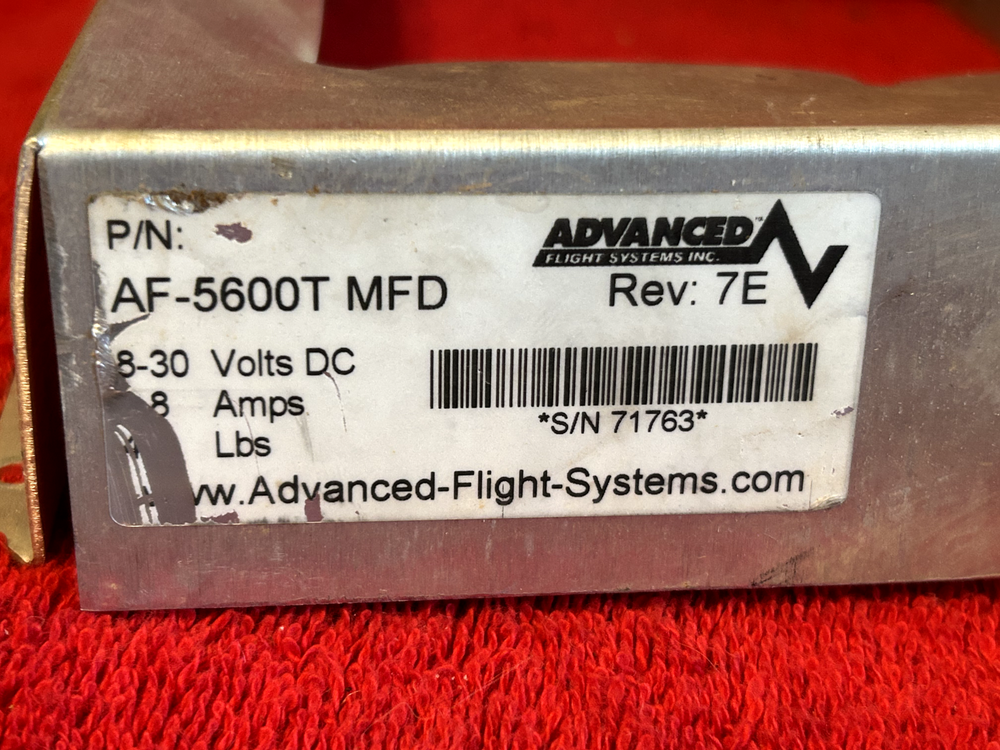 P/N:
ADVANCED™
FLIGHT SYSTEMS INC.
AF-5600T MFD
Rev: 7E
8-30 Volts DC
8 Amps
Lbs
*S/N 71763*
ww.Advanced-Flight-Systems.com